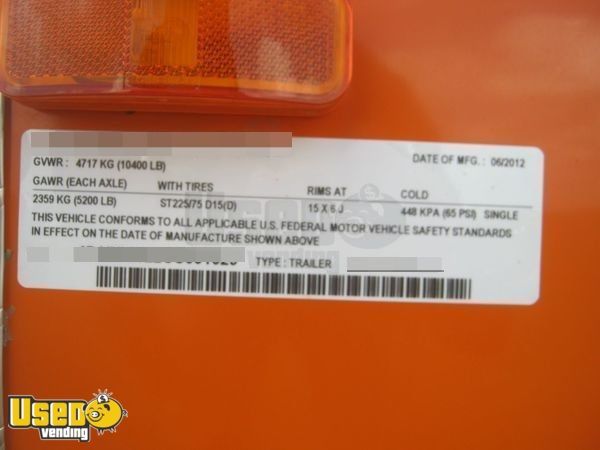 GVWR : 4717 KG (10400 LB) DATE OF MFG. : 06/2012
GAWR (EACH AXLE) WITH TIRES RIMS AT COLD
2359 KG (5200 LB) ST225/75 D15(D) 15 X 6 J 448 KPA (65 PSI) SINGLE
THIS VEHICLE CONFORMS TO ALL APPLICABLE U.S. FEDERAL MOTOR VEHICLE SAFETY STANDARDS
IN EFFECT ON THE DATE OF MANUFACTURE SHOWN ABOVE
TYPE : TRAILER
Used
vending
Used
vending